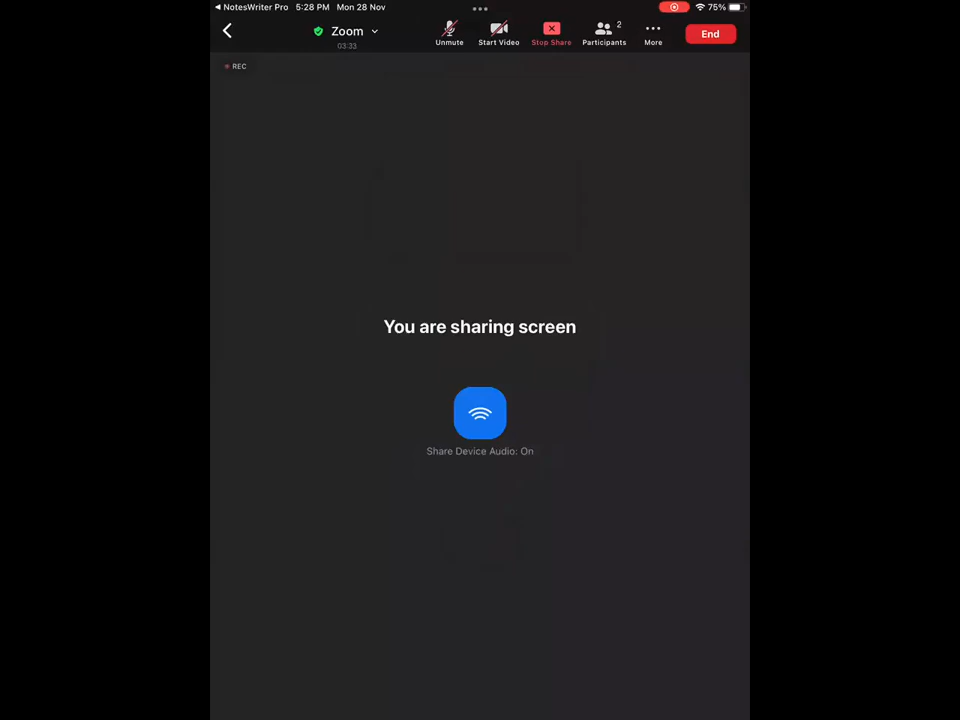 ◀ NotesWriter Pro 5:28 PM Mon 28 Nov 75%
Zoom
03:33
Unmute Start Video Stop Share Participants 2 More End
REC
You are sharing screen
Share Device Audio: On